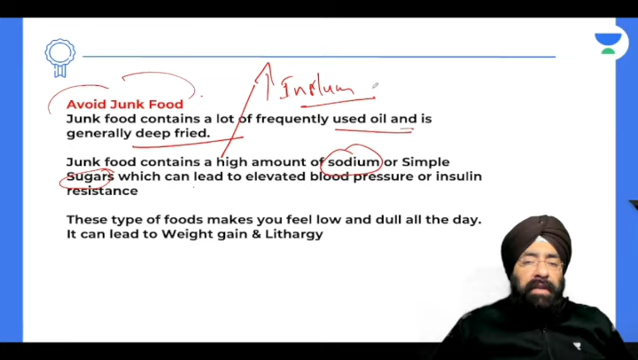 Avoid Junk Food
Junk food contains a lot of frequently used oil and is
generally deep fried.
Junk food contains a high amount of sodium or Simple
Sugars which can lead to elevated blood pressure or insulin
resistance
These type of foods makes you feel low and dull all the day.
It can lead to Weight gain & Lithargy